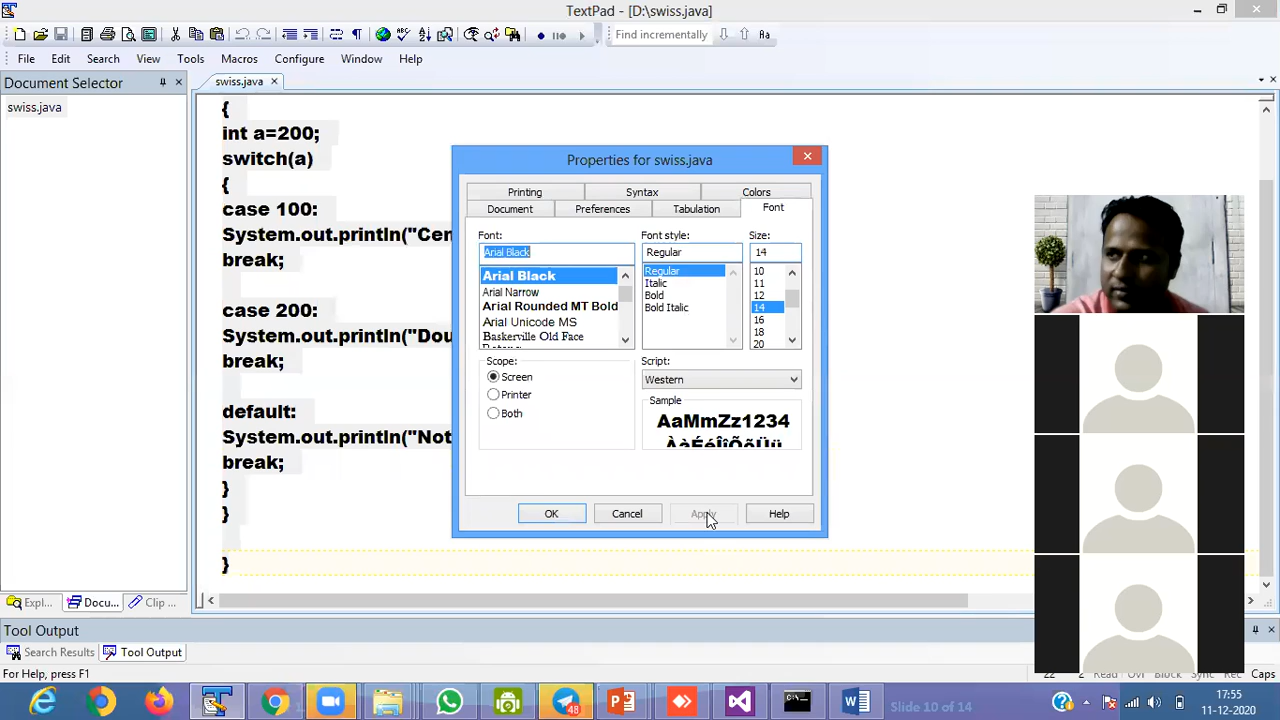 TextPad - [D:\swiss.java]
Find incrementally
File Edit Search View Tools Macros Configure Window Help
Document Selector
swiss.java
swiss.java
{
int a=200;
switch(a)
{
case 100:
System.out.println("Cen
break;
case 200:
System.out.println("Dou
break;
default:
System.out.println("Not
break;
}
}
}
Properties for swiss.java
Printing Syntax Colors
Document Preferences Tabulation Font
Font: Font style: Size:
Arial Black Regular 14
Arial Black Regular 10
Arial Narrow Italic 11
Arial Rounded MT Bold Bold 12
Arial Unicode MS Bold Italic 14
Baskerville Old Face 16
18
20
Scope: Script:
Screen Western
Printer
Both
Sample
AaMmZz1234
OK Cancel Apply Help
Expl... Docu... Clip ...
Tool Output
Search Results Tool Output
For Help, press F1
22 2 Read Ovr Block Sync Rec Caps
48
Slide 10 of 14
17:55
11-12-2020